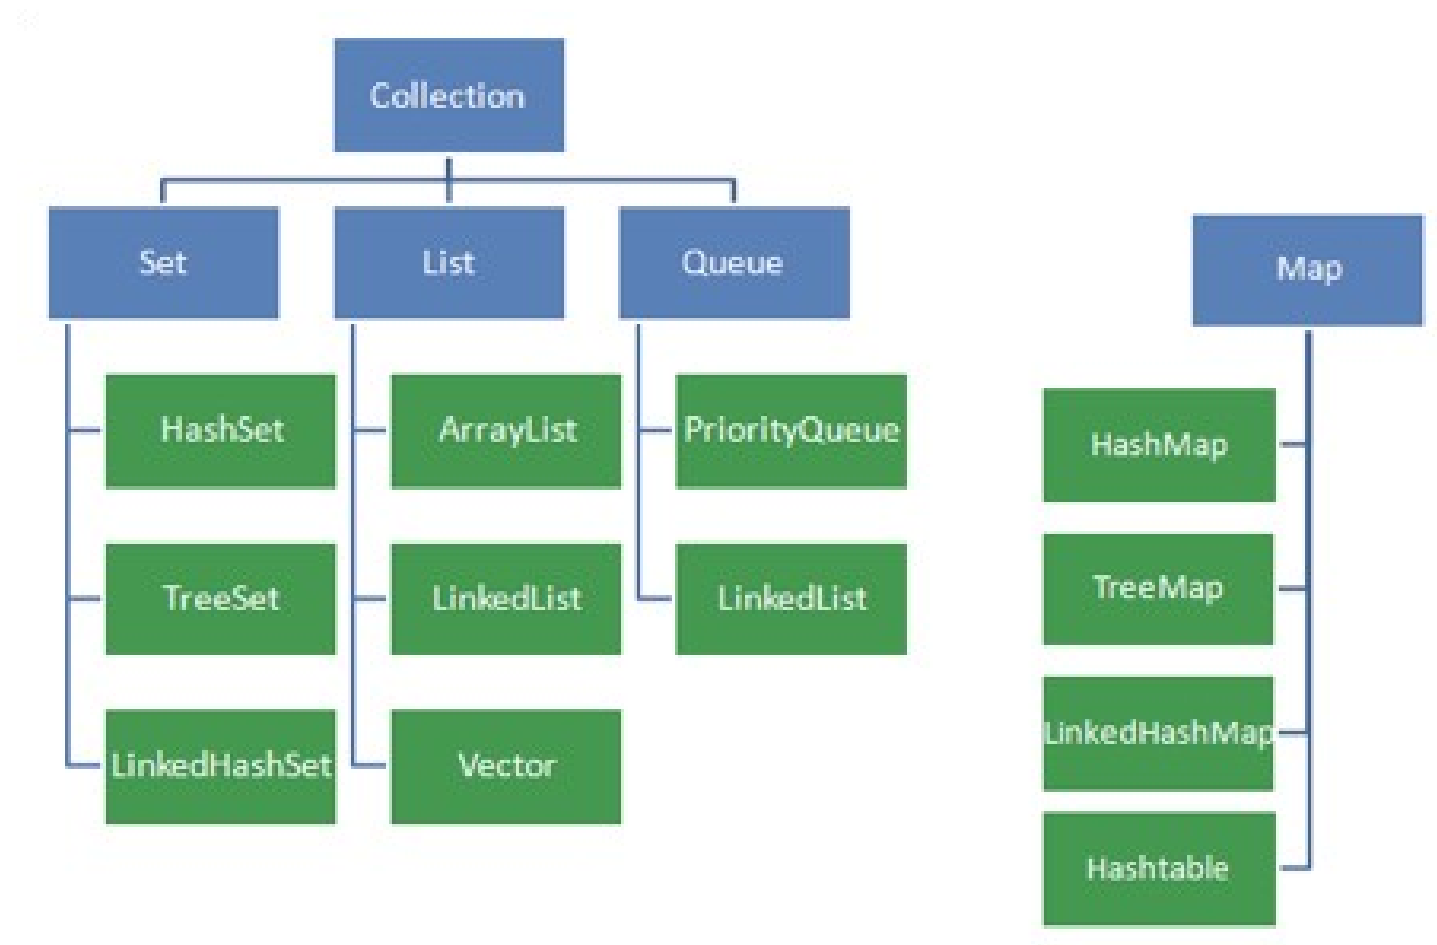 Collection
Set
List
Queue
Map
HashSet
ArrayList
PriorityQueue
HashMap
TreeSet
LinkedList
LinkedList
TreeMap
LinkedHashSet
Vector
LinkedHashMap
Hashtable